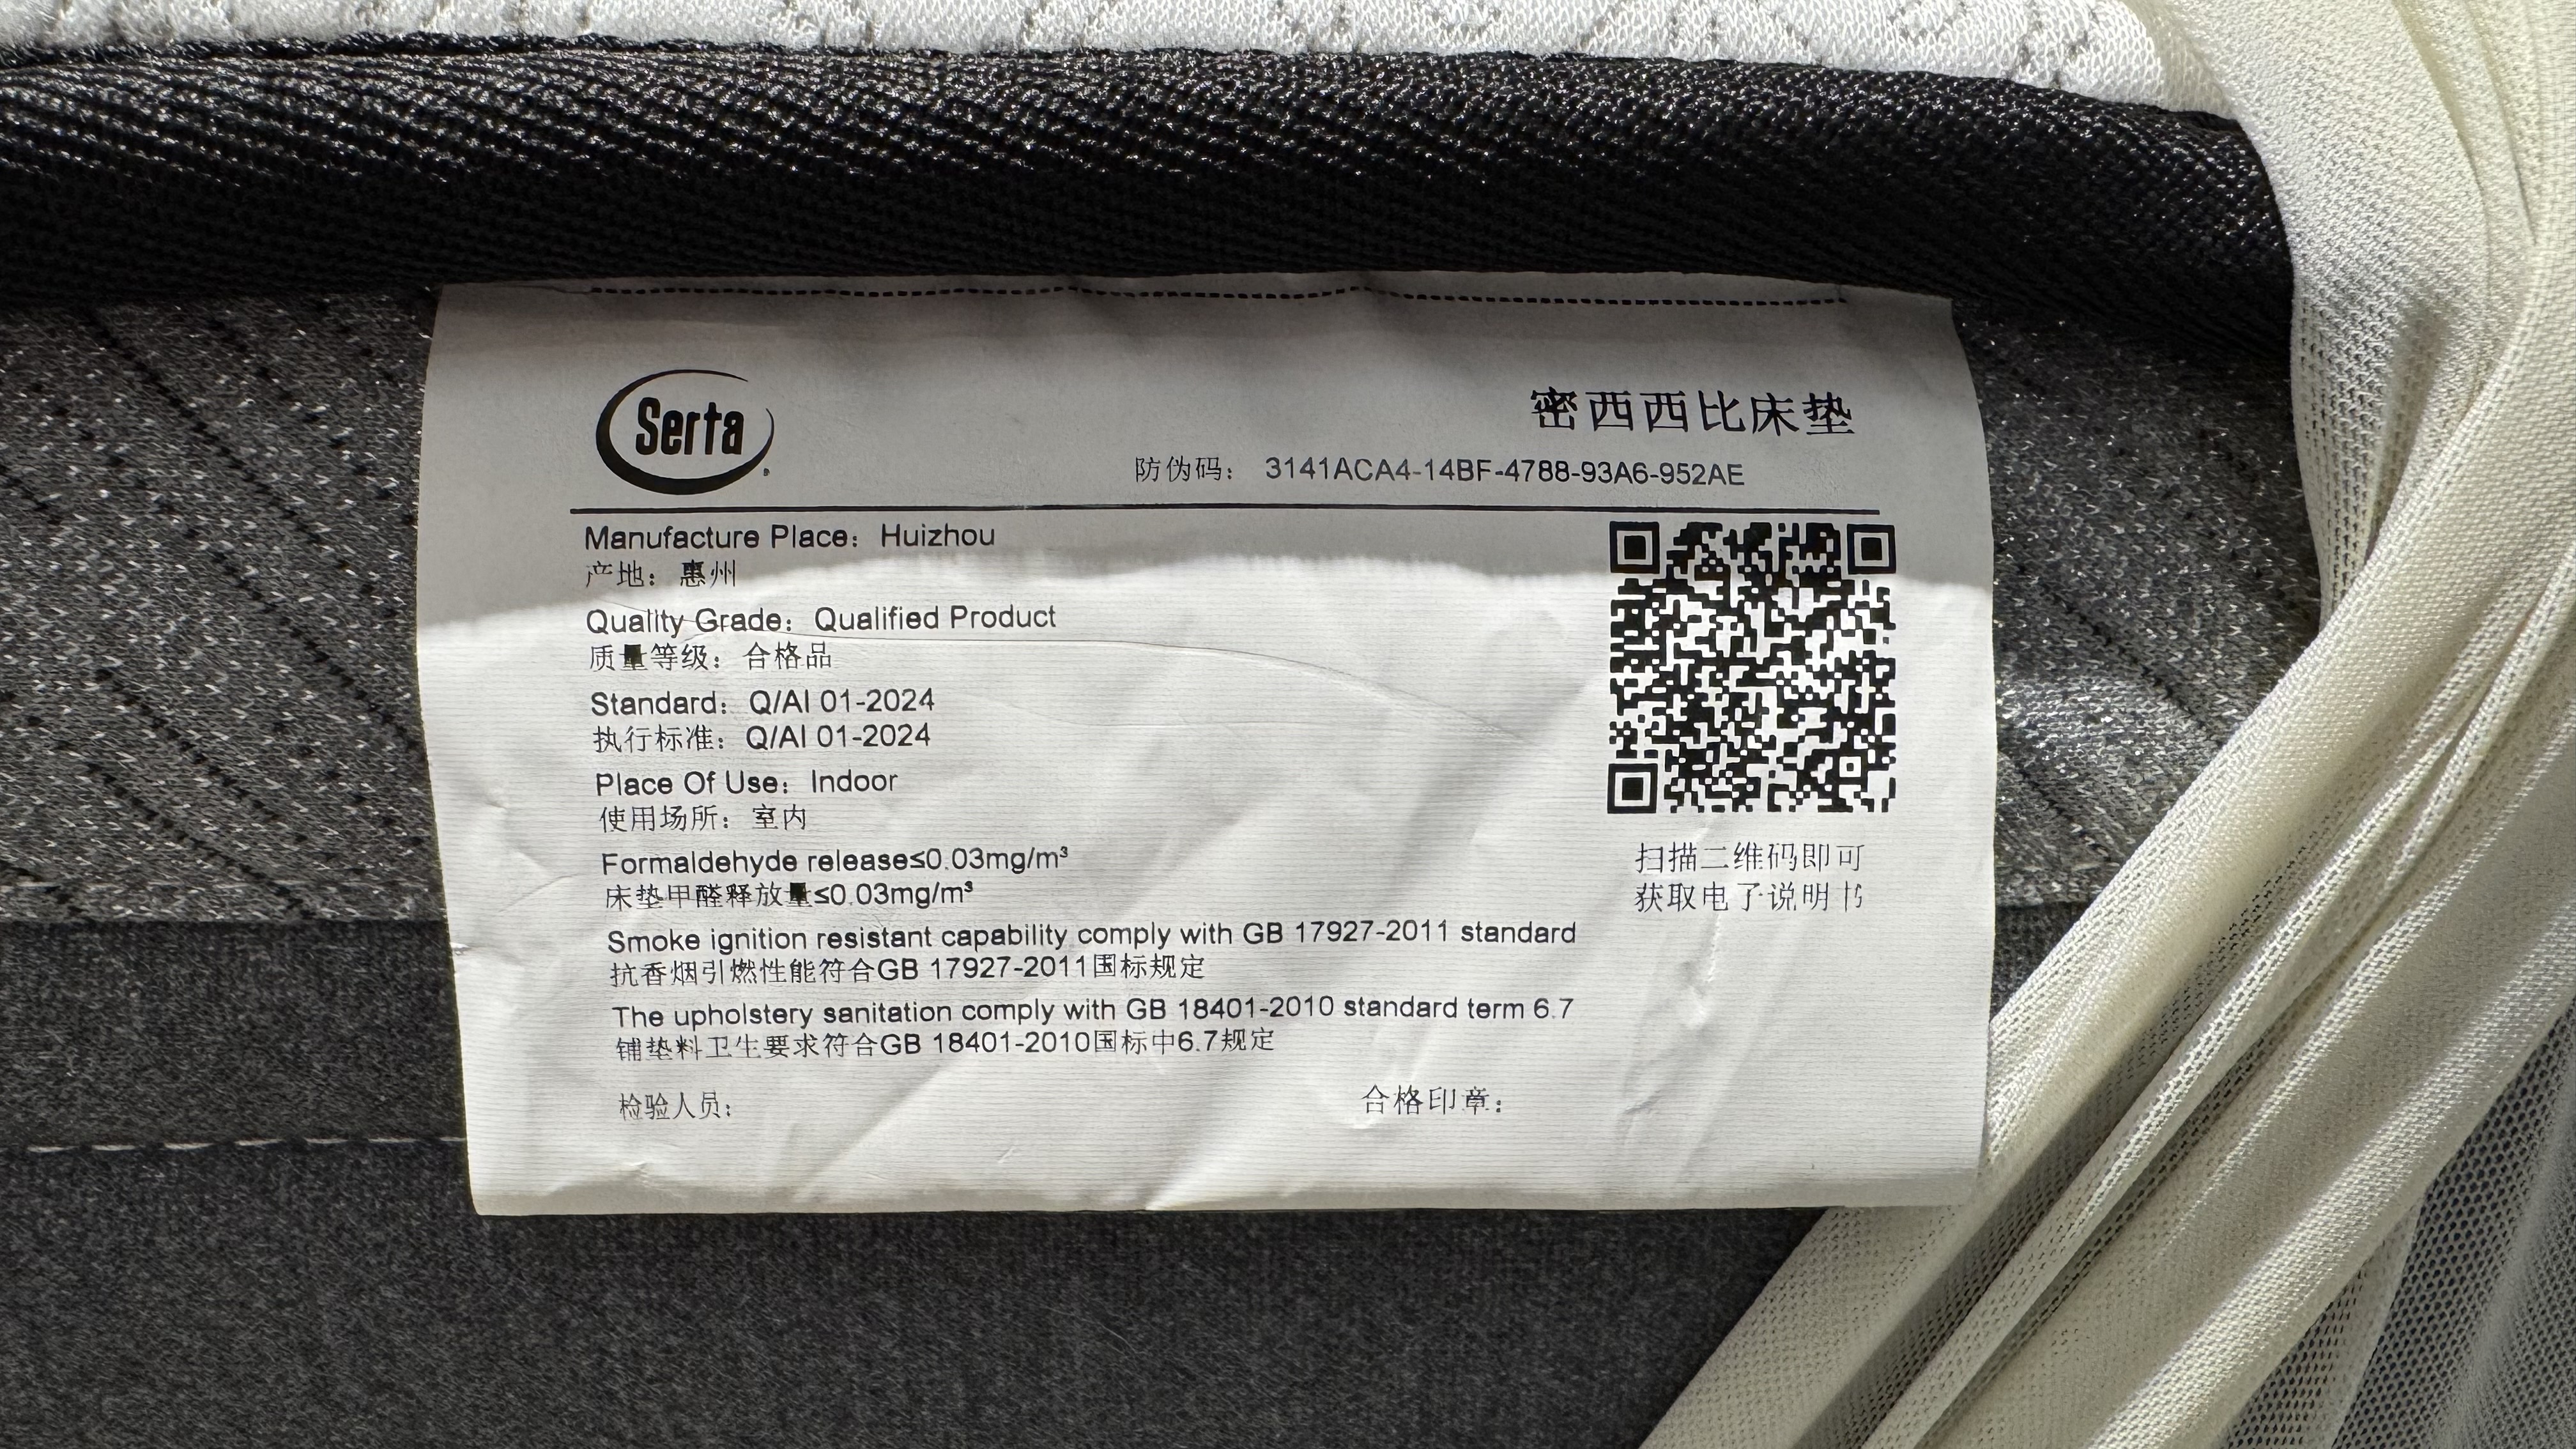 Serta
密西西比床垫
防伪码： 3141ACA4-14BF-4788-93A6-952AE
Manufacture Place： Huizhou
产地： 惠州
Quality Grade： Qualified Product
质量等级： 合格品
Standard： Q/AI 01-2024
执行标准： Q/AI 01-2024
Place Of Use： Indoor
使用场所： 室内
Formaldehyde release≤0.03mg/m³
床垫甲醛释放量≤0.03mg/m³
Smoke ignition resistant capability comply with GB 17927-2011 standard
抗香烟引燃性能符合GB 17927-2011国标规定
The upholstery sanitation comply with GB 18401-2010 standard term 6.7
铺垫料卫生要求符合GB 18401-2010国标中6.7规定
检验人员：
合格印章：
扫描二维码即可
获取电子说明书